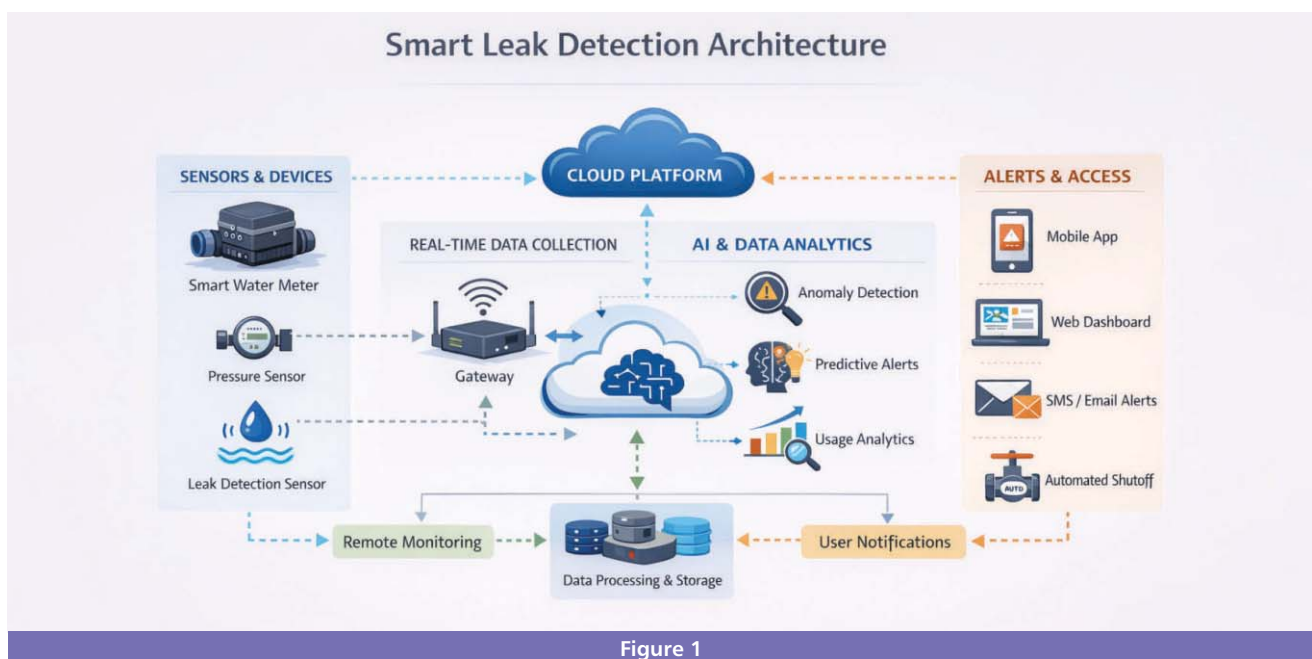 Smart Leak Detection Architecture
CLOUD PLATFORM
SENSORS & DEVICES
Smart Water Meter
Pressure Sensor
Leak Detection Sensor
REAL-TIME DATA COLLECTION
Gateway
AI & DATA ANALYTICS
Anomaly Detection
Predictive Alerts
Usage Analytics
ALERTS & ACCESS
Mobile App
Web Dashboard
SMS / Email Alerts
AUTO
Automated Shutoff
Remote Monitoring
Data Processing & Storage
User Notifications
Figure 1